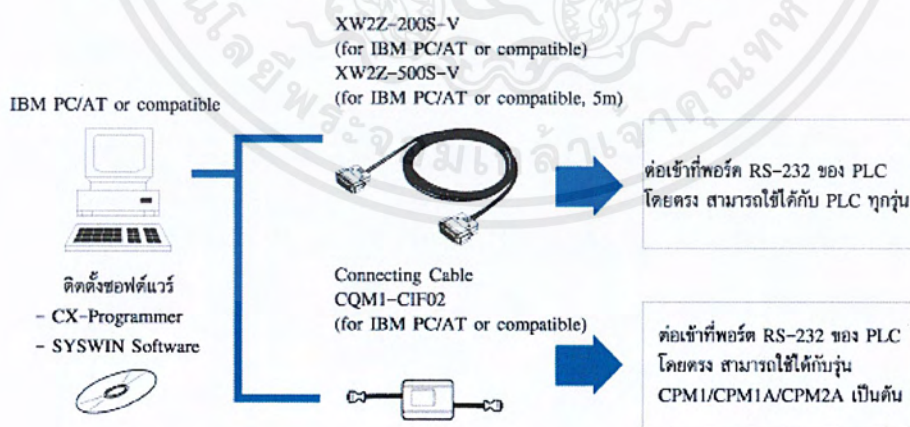 XW2Z-200S-V
(for IBM PC/AT or compatible)
XW2Z-500S-V
(for IBM PC/AT or compatible, 5m)
IBM PC/AT or compatible
ติดตั้งซอฟต์แวร์
- CX-Programmer
- SYSWIN Software
ต่อเข้าที่พอร์ต RS-232 ของ PLC
โดยตรง สามารถใช้ได้กับ PLC ทุกรุ่น
Connecting Cable
CQM1-CIF02
(for IBM PC/AT or compatible)
ต่อเข้าที่พอร์ต RS-232 ของ PLC
โดยตรง สามารถใช้ได้กับรุ่น
CPM1/CPM1A/CPM2A เป็นต้น